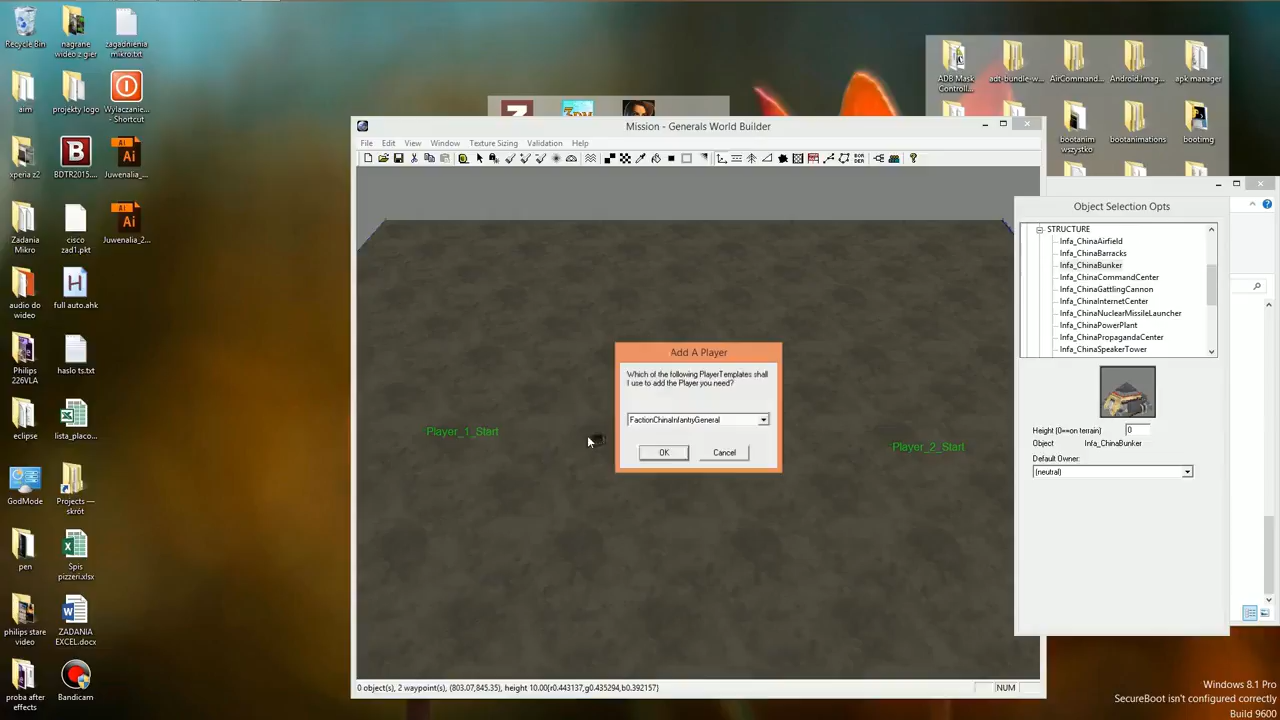 Recycle Bin
nagrane
wideo z gier
zagadnienia
mikro.txt
aim
projekty logo
Wylaczanie...
- Shortcut
xperia z2
BDTR2015....
Juwenalia_...
Zadania
Mikro
cisco
zad1.pkt
Juwenalia_2...
audio do
wideo
full auto.ahk
Philips
226VLA
haslo ts.txt
eclipse
lista_placo...
GodMode
Projects —
skrót
pen
Spis
pizzeri.xlsx
philips stare
video
ZADANIA
EXCEL.docx
proba after
effects
Bandicam
ADB Mask
Controll...
adt-bundle-w...
AirCommand...
Android.Imag...
apk manager
bootanim
wszystko
bootanimations
bootimg
Mission - Generals World Builder
File Edit View Window Texture Sizing Validation Help
Player_1_Start
Player_2_Start
Add A Player
Which of the following PlayerTemplates shall
I use to add the Player you need?
FactionChinaInfantryGeneral
OK Cancel
Object Selection Opts
STRUCTURE
Infa_ChinaAirfield
Infa_ChinaBarracks
Infa_ChinaBunker
Infa_ChinaCommandCenter
Infa_ChinaGattlingCannon
Infa_ChinaInternetCenter
Infa_ChinaNuclearMissileLauncher
Infa_ChinaPowerPlant
Infa_ChinaPropagandaCenter
Infa_ChinaSpeakerTower
Height (0==on terrain) 0
Object Infa_ChinaBunker
Default Owner:
(neutral)
0 object(s), 2 waypoint(s), (803.07,845.35), height 10.00[r0.443137,g0.435294,b0.392157)
NUM
Windows 8.1 Pro
SecureBoot isn't configured correctly
Build 9600